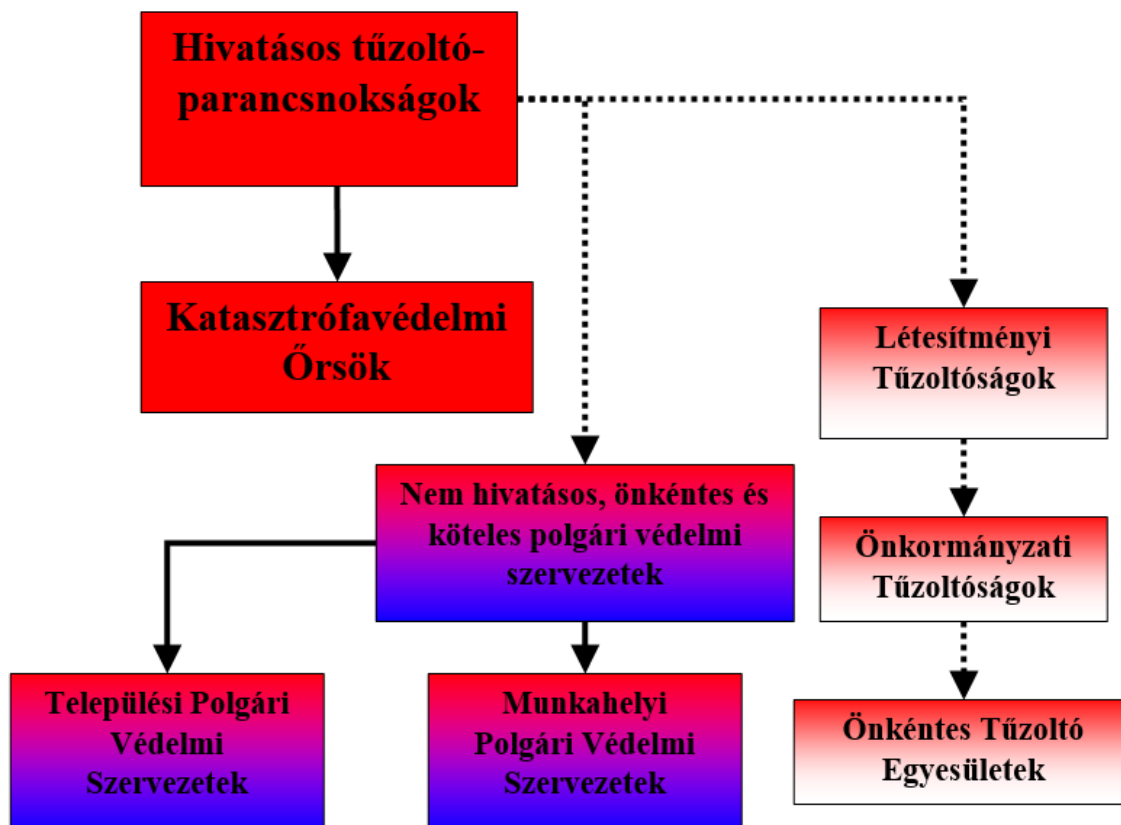 Hivatásos tűzoltó-
parancsnokságok
Katasztrófavédelmi
Őrsök
Létesítményi
Tűzoltóságok
Nem hivatásos, önkéntes és
köteles polgári védelmi
szervezetek
Önkormányzati
Tűzoltóságok
Települési Polgári
Védelmi
Szervezetek
Munkahelyi
Polgári Védelmi
Szervezetek
Önkéntes Tűzoltó
Egyesületek